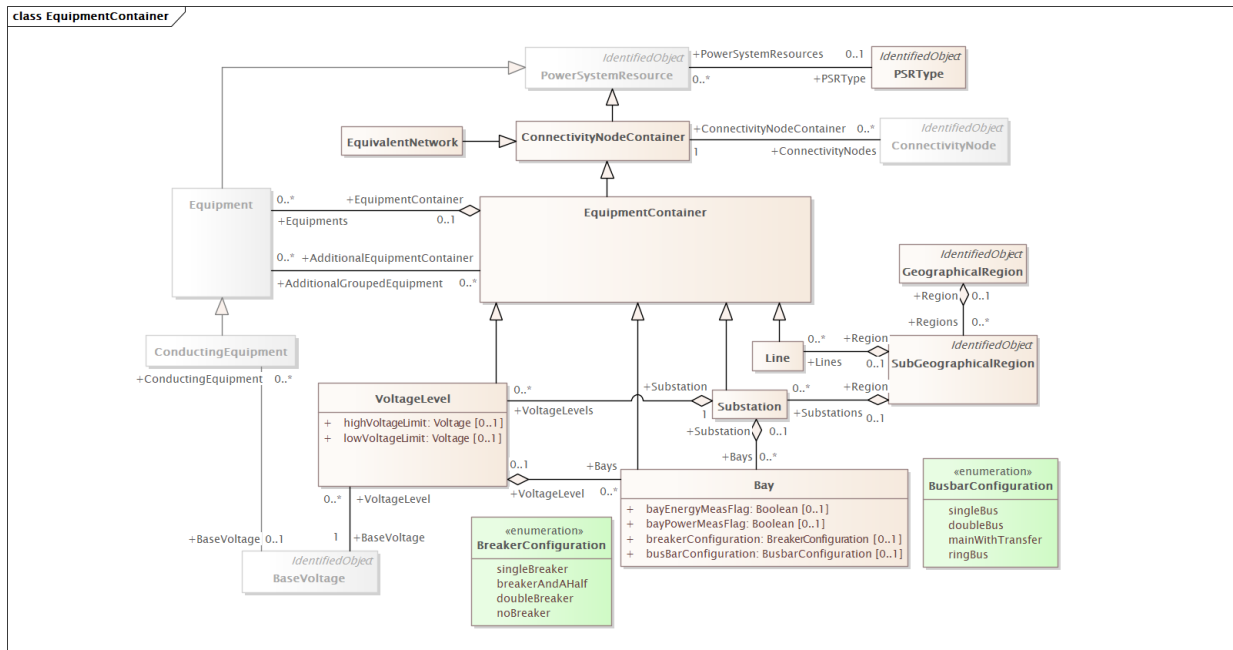 class EquipmentContainer
IdentifiedObject
PowerSystemResource
+PowerSystemResources 0..1
0..* +PSRType
IdentifiedObject
PSRType
EquivalentNetwork
ConnectivityNodeContainer
+ConnectivityNodeContainer 0..*
1 +ConnectivityNodes
IdentifiedObject
ConnectivityNode
Equipment
0..* +EquipmentContainer
+Equipments 0..1
0..* +AdditionalEquipmentContainer
+AdditionalGroupedEquipment 0..*
EquipmentContainer
IdentifiedObject
GeographicalRegion
+Region 0..1
+Regions 0..*
ConductingEquipment
+ConductingEquipment 0..*
Line
0..* +Region
+Lines 0..1
IdentifiedObject
SubGeographicalRegion
VoltageLevel
+ highVoltageLimit: Voltage [0..1]
+ lowVoltageLimit: Voltage [0..1]
0..* +Substation
+VoltageLevels 1
Substation
0..* +Region
+Substations 0..1
+Substation 0..1
+Bays 0..*
0..1 +Bays
+VoltageLevel 0..*
Bay
+ bayEnergyMeasFlag: Boolean [0..1]
+ bayPowerMeasFlag: Boolean [0..1]
+ breakerConfiguration: BreakerConfiguration [0..1]
+ busBarConfiguration: BusbarConfiguration [0..1]
«enumeration»
BusbarConfiguration
singleBus
doubleBus
mainWithTransfer
ringBus
0..* +VoltageLevel
+BaseVoltage 0..1
1 +BaseVoltage
IdentifiedObject
BaseVoltage
«enumeration»
BreakerConfiguration
singleBreaker
breakerAndAHalf
doubleBreaker
noBreaker